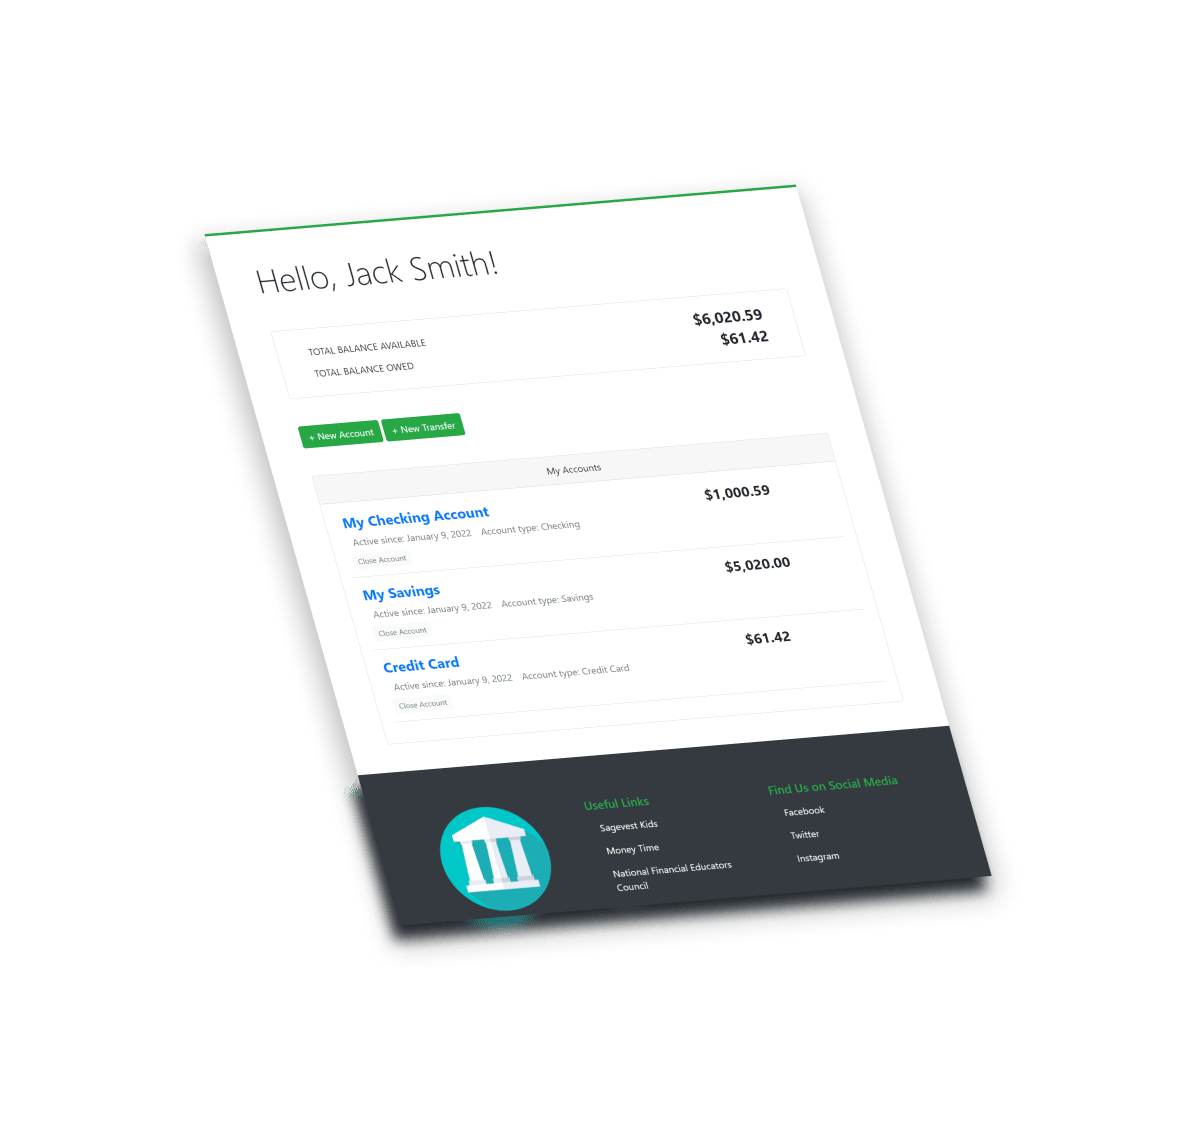 Hello, Jack Smith!
TOTAL BALANCE AVAILABLE $6,020.59
TOTAL BALANCE OWED $61.42
+ New Account + New Transfer
My Accounts
My Checking Account $1,000.59
Active since: January 9, 2022 Account type: Checking
Close Account
My Savings $5,020.00
Active since: January 9, 2022 Account type: Savings
Close Account
Credit Card $61.42
Active since: January 9, 2022 Account type: Credit Card
Close Account
Useful Links
Sagevest Kids
Money Time
National Financial Educators
Council
Find Us on Social Media
Facebook
Twitter
Instagram